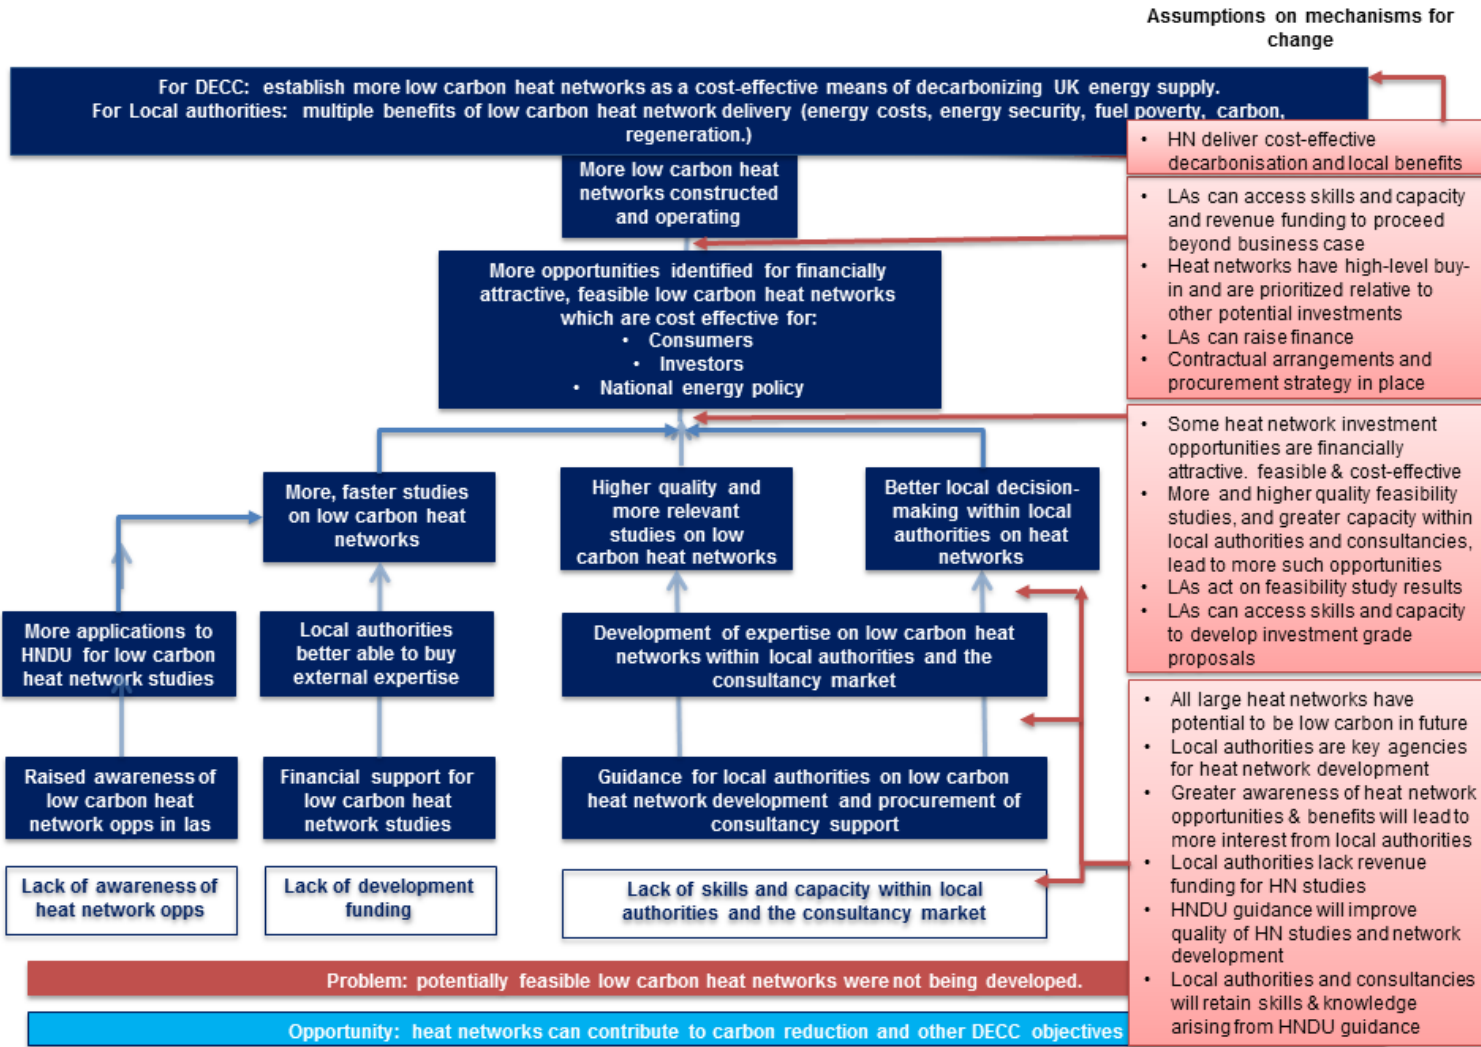 Assumptions on mechanisms for
change
For DECC: establish more low carbon heat networks as a cost-effective means of decarbonizing UK energy supply.
For Local authorities: multiple benefits of low carbon heat network delivery (energy costs, energy security, fuel poverty, carbon,
regeneration.)
• HN deliver cost-effective
decarbonisation and local benefits
More low carbon heat
networks constructed
and operating
• LAs can access skills and capacity
and revenue funding to proceed
beyond business case
• Heat networks have high-level buy-
in and are prioritized relative to
other potential investments
• LAs can raise finance
• Contractual arrangements and
procurement strategy in place
More opportunities identified for financially
attractive, feasible low carbon heat networks
which are cost effective for:
• Consumers
• Investors
• National energy policy
• Some heat network investment
opportunities are financially
attractive. feasible & cost-effective
• More and higher quality feasibility
studies, and greater capacity within
local authorities and consultancies,
lead to more such opportunities
• LAs act on feasibility study results
• LAs can access skills and capacity
to develop investment grade
proposals
More, faster studies
on low carbon heat
networks
Higher quality and
more relevant
studies on low
carbon heat networks
Better local decision-
making within local
authorities on heat
networks
More applications to
HNDU for low carbon
heat network studies
Local authorities
better able to buy
external expertise
Development of expertise on low carbon heat
networks within local authorities and the
consultancy market
• All large heat networks have
potential to be low carbon in future
• Local authorities are key agencies
for heat network development
• Greater awareness of heat network
opportunities & benefits will lead to
more interest from local authorities
• Local authorities lack revenue
funding for HN studies
• HNDU guidance will improve
quality of HN studies and network
development
• Local authorities and consultancies
will retain skills & knowledge
arising from HNDU guidance
Raised awareness of
low carbon heat
network opps in las
Financial support for
low carbon heat
network studies
Guidance for local authorities on low carbon
heat network development and procurement of
consultancy support
Lack of awareness of
heat network opps
Lack of development
funding
Lack of skills and capacity within local
authorities and the consultancy market
Problem: potentially feasible low carbon heat networks were not being developed.
Opportunity: heat networks can contribute to carbon reduction and other DECC objectives